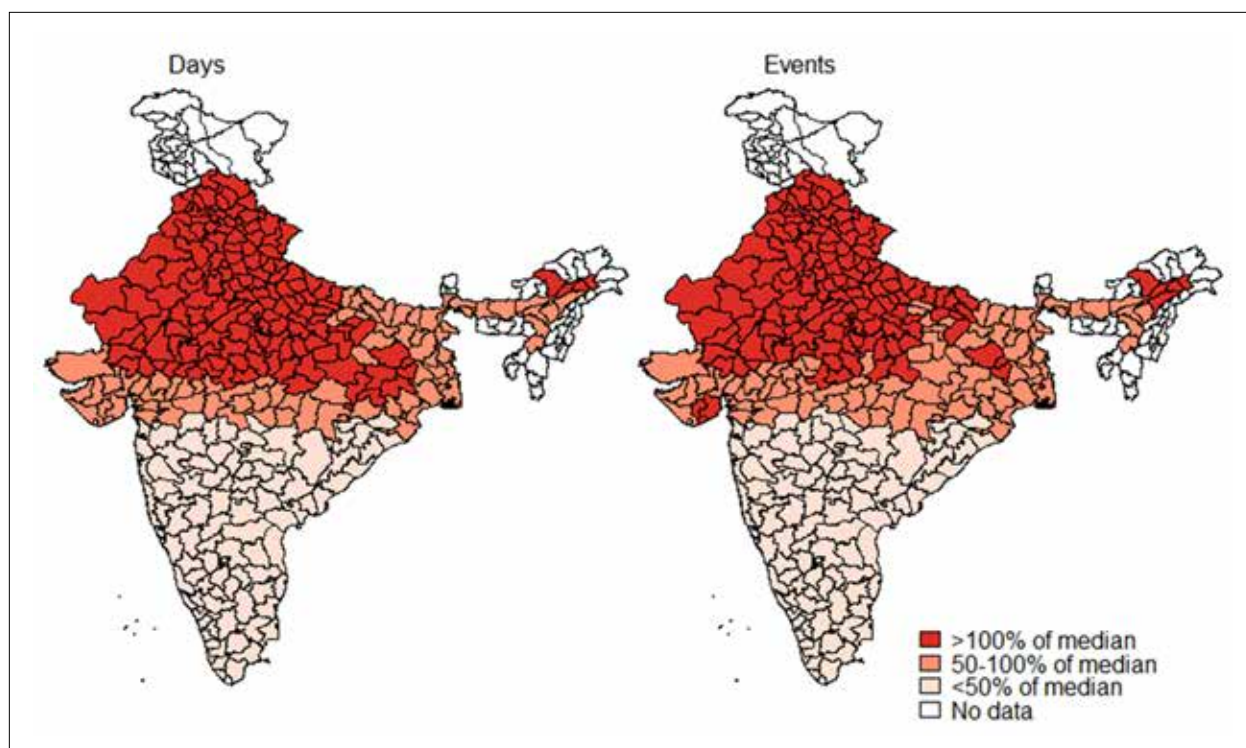 Days
Events
>100% of median
50-100% of median
<50% of median
No data